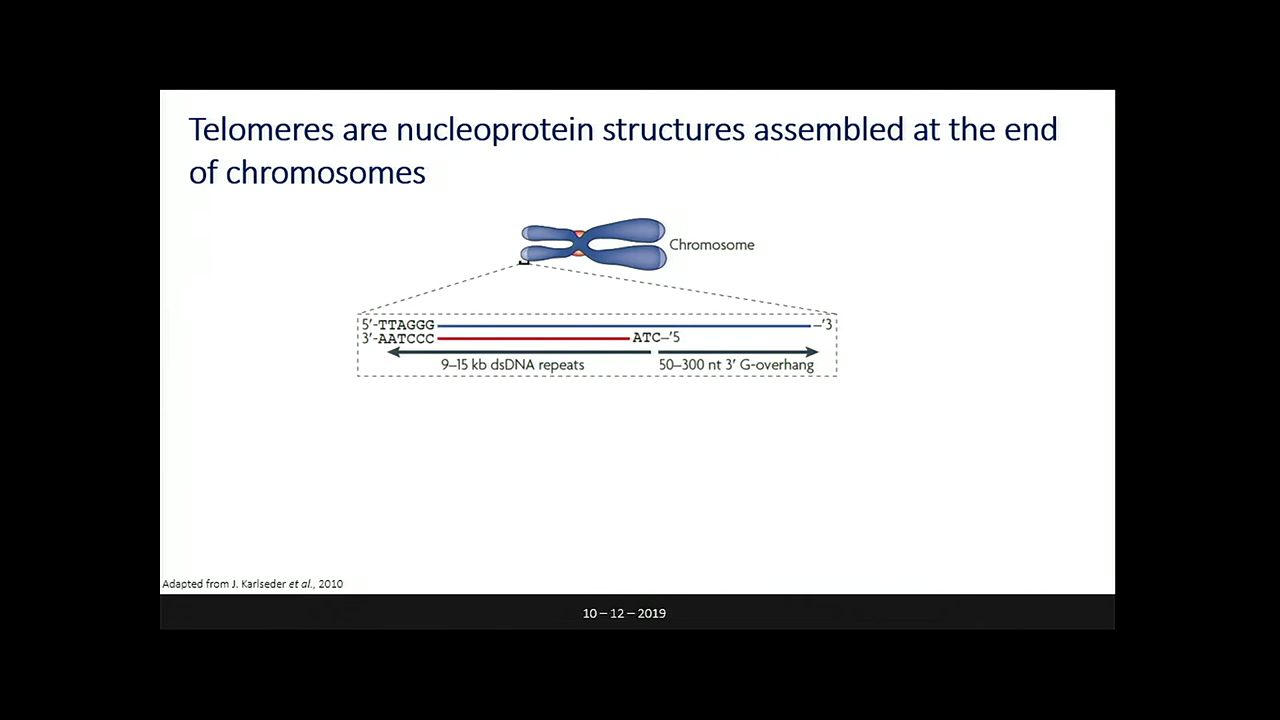 Telomeres are nucleoprotein structures assembled at the end
of chromosomes
Chromosome
5′-TTAGGG –′3
3′-AATCCC ATC–′5
9–15 kb dsDNA repeats 50–300 nt 3′ G-overhang
Adapted from J. Karlseder et al., 2010
10 – 12 – 2019